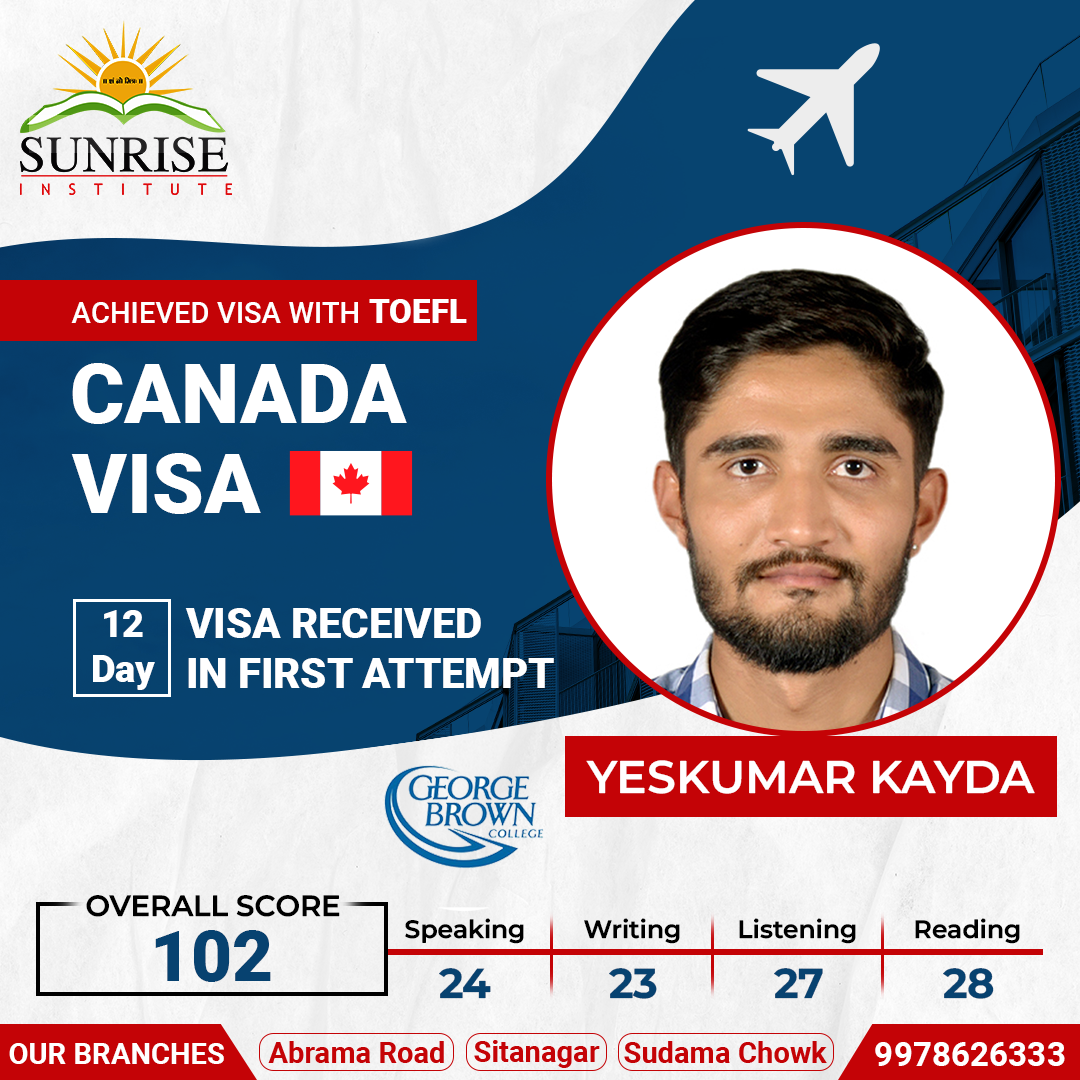 SUNRISE
INSTITUTE
ACHIEVED VISA WITH TOEFL
CANADA
VISA
12
Day
VISA RECEIVED
IN FIRST ATTEMPT
YESKUMAR KAYDA
GEORGE
BROWN
COLLEGE
OVERALL SCORE
102
Speaking
24
Writing
23
Listening
27
Reading
28
OUR BRANCHES
Abrama Road
Sitanagar
Sudama Chowk
9978626333